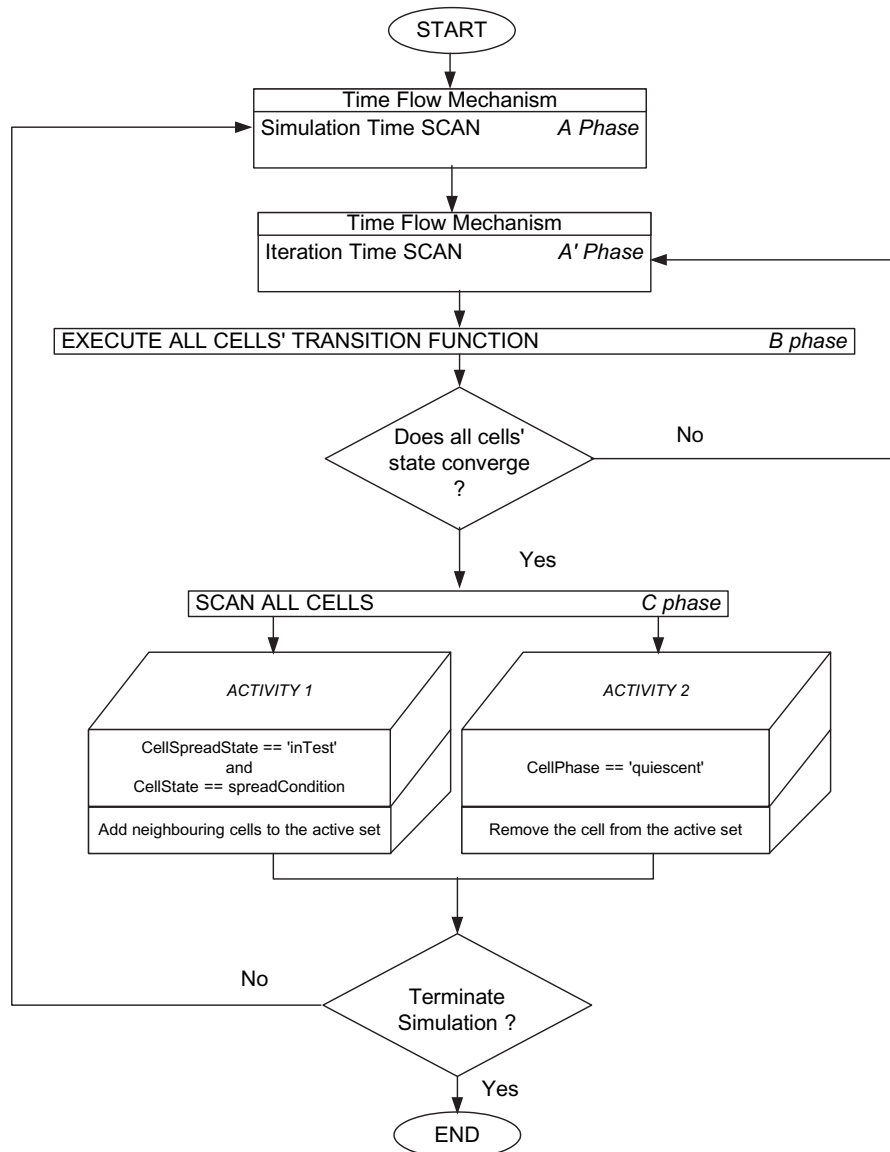 START
Time Flow Mechanism
Simulation Time SCAN A Phase
Time Flow Mechanism
Iteration Time SCAN A' Phase
EXECUTE ALL CELLS' TRANSITION FUNCTION B phase
Does all cells'
state converge
?
No
Yes
SCAN ALL CELLS C phase
ACTIVITY 1
CellSpreadState == 'inTest'
and
CellState == spreadCondition
Add neighbouring cells to the active set
ACTIVITY 2
CellPhase == 'quiescent'
Remove the cell from the active set
No
Terminate
Simulation ?
Yes
END